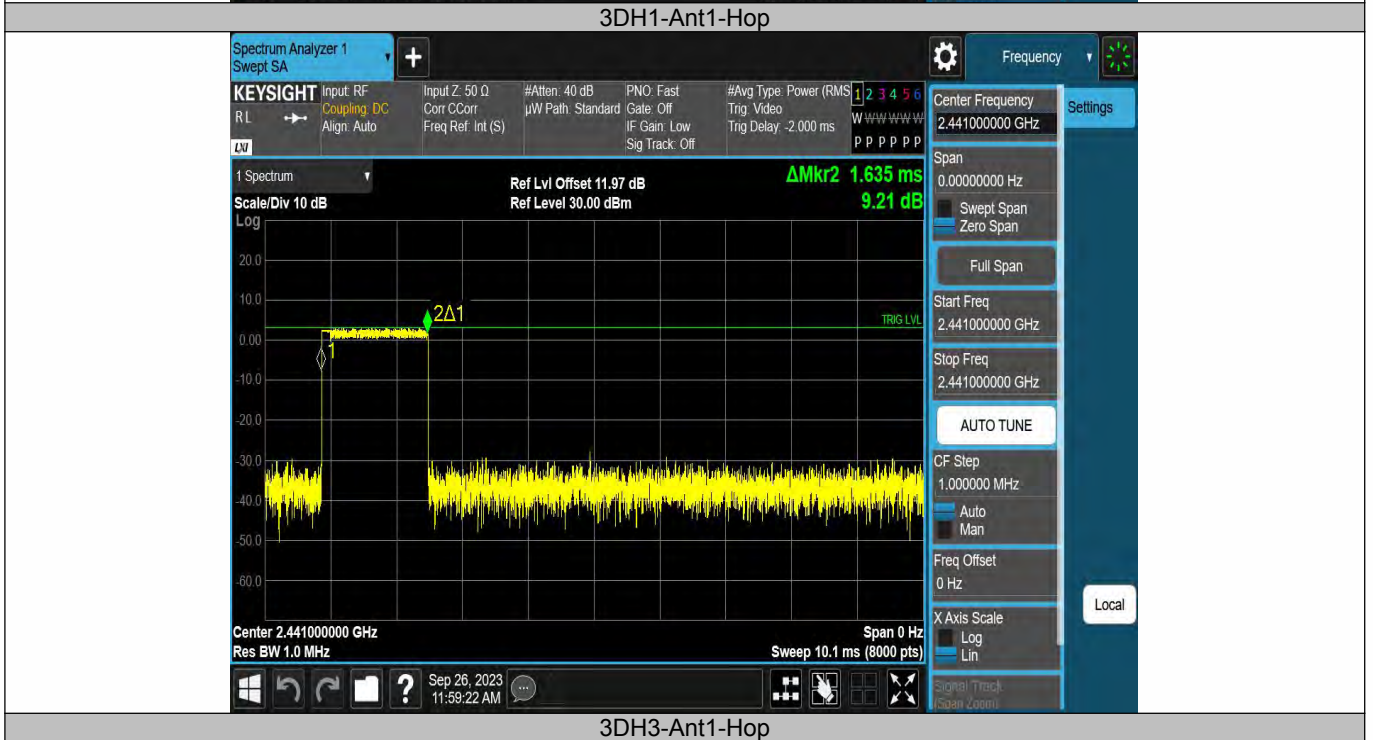 3DH1-Ant1-Hop
Spectrum Analyzer 1
Swept SA
+
Frequency
KEYSIGHT
RL
LXI
Input: RF
Coupling: DC
Align: Auto
Input Z: 50 Ω
Corr CCorr
Freq Ref: Int (S)
#Atten: 40 dB
µW Path: Standard
PNO: Fast
Gate: Off
IF Gain: Low
Sig Track: Off
#Avg Type: Power (RMS
Trig: Video
Trig Delay: -2.000 ms
1 2 3 4 5 6
W W W W W W
P P P P P P
1 Spectrum
Scale/Div 10 dB
Log
Ref Lvl Offset 11.97 dB
Ref Level 30.00 dBm
ΔMkr2 1.635 ms
9.21 dB
20.0
10.0
0.00
-10.0
-20.0
-30.0
-40.0
-50.0
-60.0
2Δ1
1
TRIG LVL
Center 2.441000000 GHz
Res BW 1.0 MHz
Span 0 Hz
Sweep 10.1 ms (8000 pts)
Center Frequency
2.441000000 GHz
Settings
Span
0.00000000 Hz
Swept Span
Zero Span
Full Span
Start Freq
2.441000000 GHz
Stop Freq
2.441000000 GHz
AUTO TUNE
CF Step
1.000000 MHz
Auto
Man
Freq Offset
0 Hz
X Axis Scale
Log
Lin
Local
Signal Track
(Span Zoom)
?
Sep 26, 2023
11:59:22 AM
3DH3-Ant1-Hop